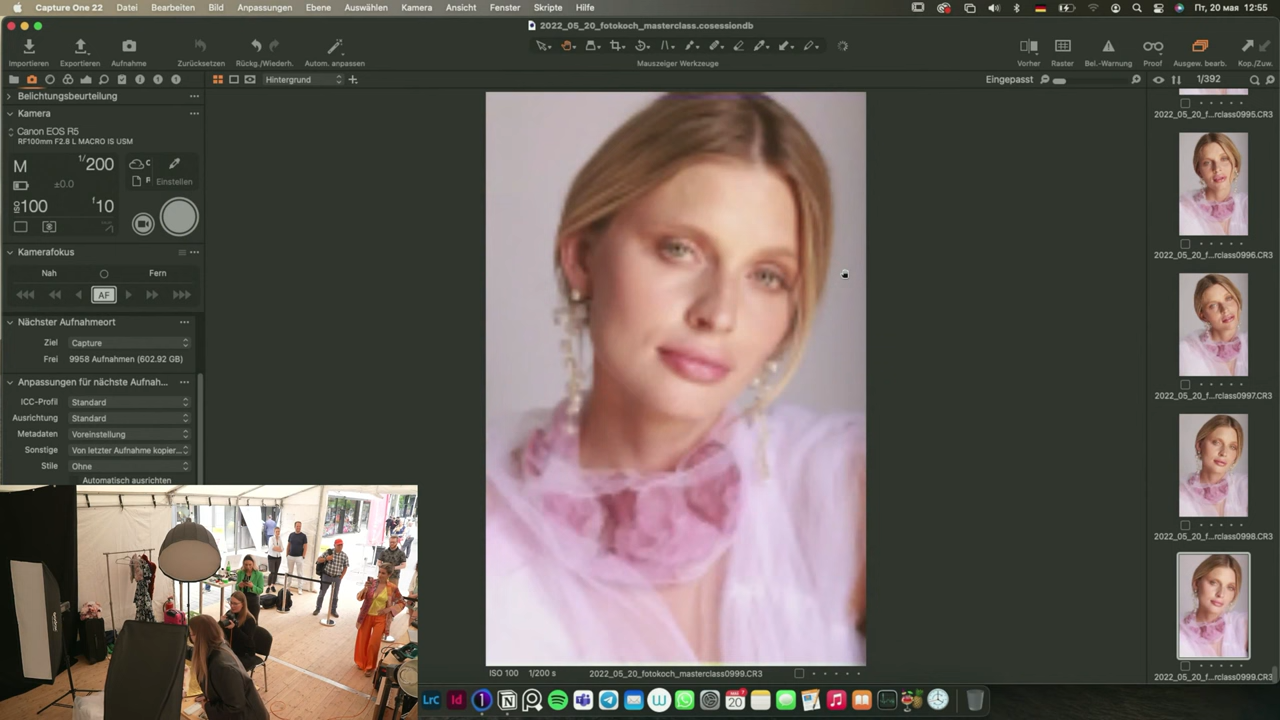 Capture One 22 Datei Bearbeiten Bild Anpassungen Ebene Auswählen Kamera Ansicht Fenster Skripte Hilfe
Пт, 20 мая 12:55
2022_05_20_fotokoch_masterclass.cosessiondb
Importieren Exportieren Aufnahme Zurücksetzen Rückg./Wiederh. Autom. anpassen
Mauszeiger Werkzeuge
Vorher Raster Bel.-Warnung Proof Ausgew. bearb. Kop./Zuw.
Hintergrund
Eingepasst
1/392
Belichtungsbeurteilung
Kamera
Canon EOS R5
RF100mm F2.8 L MACRO IS USM
M 1/200 C
±0.0 Einstellen
ISO100 f10
Kamerafokus
Nah Fern
AF
Nächster Aufnahmeort
Ziel Capture
Frei 9958 Aufnahmen (602.92 GB)
Anpassungen für nächste Aufnah...
ICC-Profil Standard
Ausrichtung Standard
Metadaten Voreinstellung
Sonstige Von letzter Aufnahme kopier...
Stile Ohne
Automatisch ausrichten
ISO 100 1/200 s 2022_05_20_fotokoch_masterclass0999.CR3
2022_05_20_f...rclass0995.CR3
2022_05_20_f...rclass0996.CR3
2022_05_20_f...rclass0997.CR3
2022_05_20_f...rclass0998.CR3
2022_05_20_f...rclass0999.CR3
Lrc Id 1 N W 20